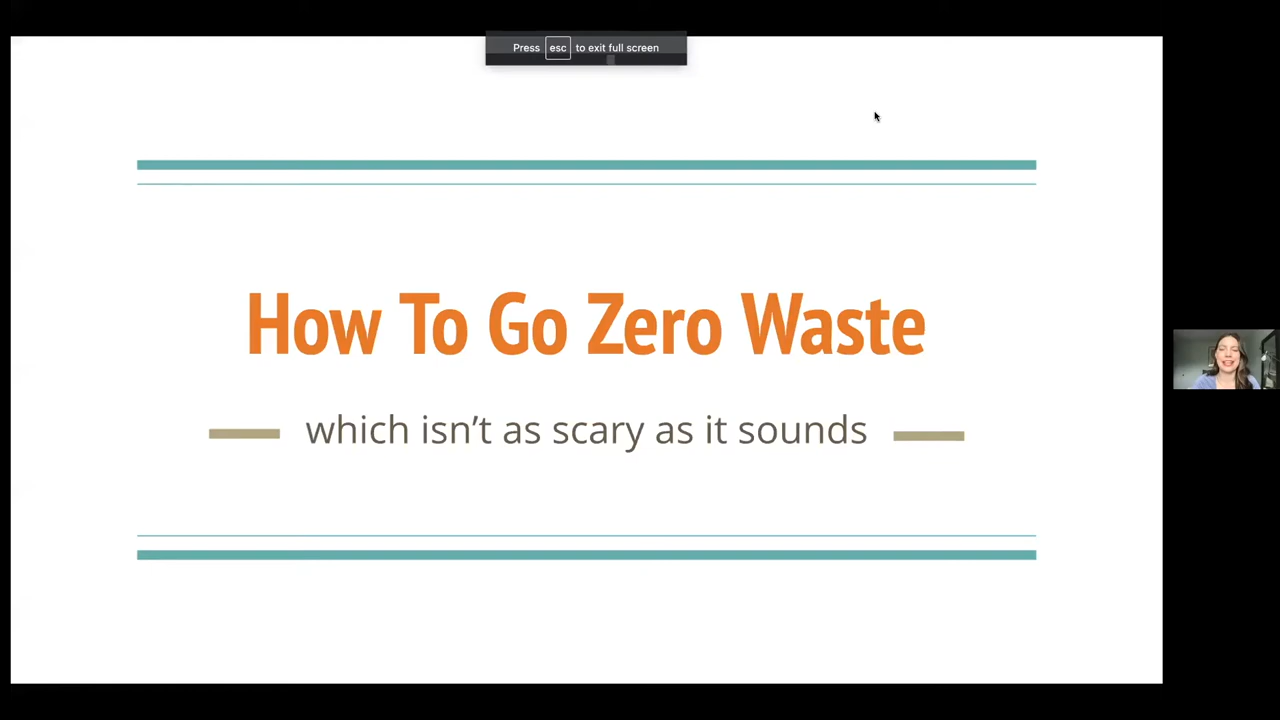 Press esc to exit full screen
How To Go Zero Waste
which isn't as scary as it sounds